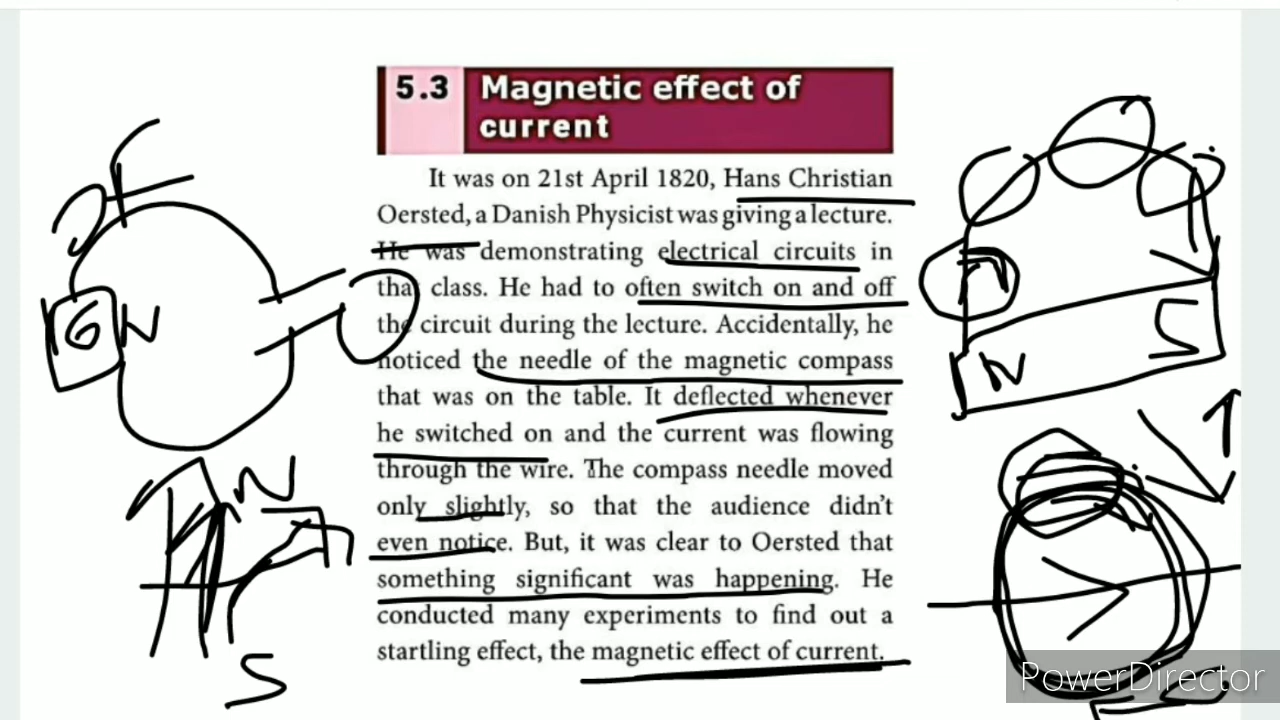 5.3 Magnetic effect of
current
It was on 21st April 1820, Hans Christian
Oersted, a Danish Physicist was giving a lecture.
He was demonstrating electrical circuits in
that class. He had to often switch on and off
the circuit during the lecture. Accidentally, he
noticed the needle of the magnetic compass
that was on the table. It deflected whenever
he switched on and the current was flowing
through the wire. The compass needle moved
only slightly, so that the audience didn't
even notice. But, it was clear to Oersted that
something significant was happening. He
conducted many experiments to find out a
startling effect, the magnetic effect of current.
G N
N
S
N S
PowerDirector